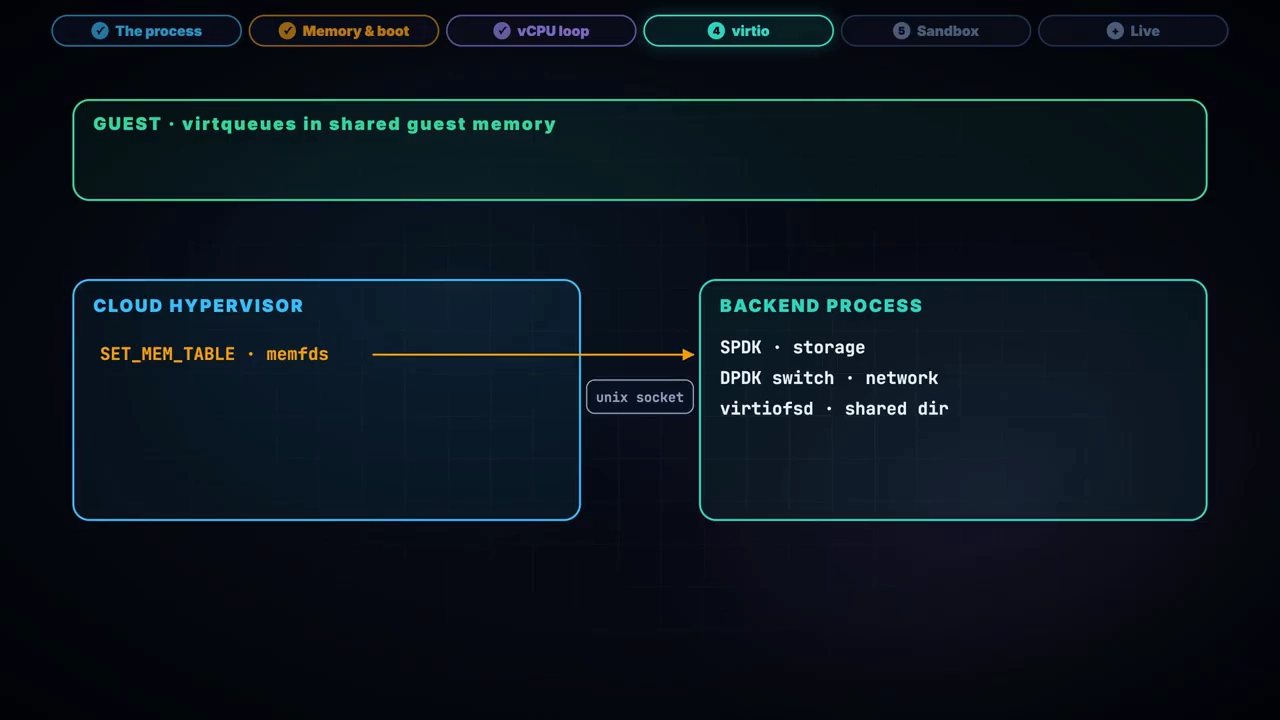 ✓ The process
✓ Memory & boot
✓ vCPU loop
4 virtio
5 Sandbox
✦ Live
GUEST · virtqueues in shared guest memory
CLOUD HYPERVISOR
SET_MEM_TABLE · memfds
unix socket
BACKEND PROCESS
SPDK · storage
DPDK switch · network
virtiofsd · shared dir